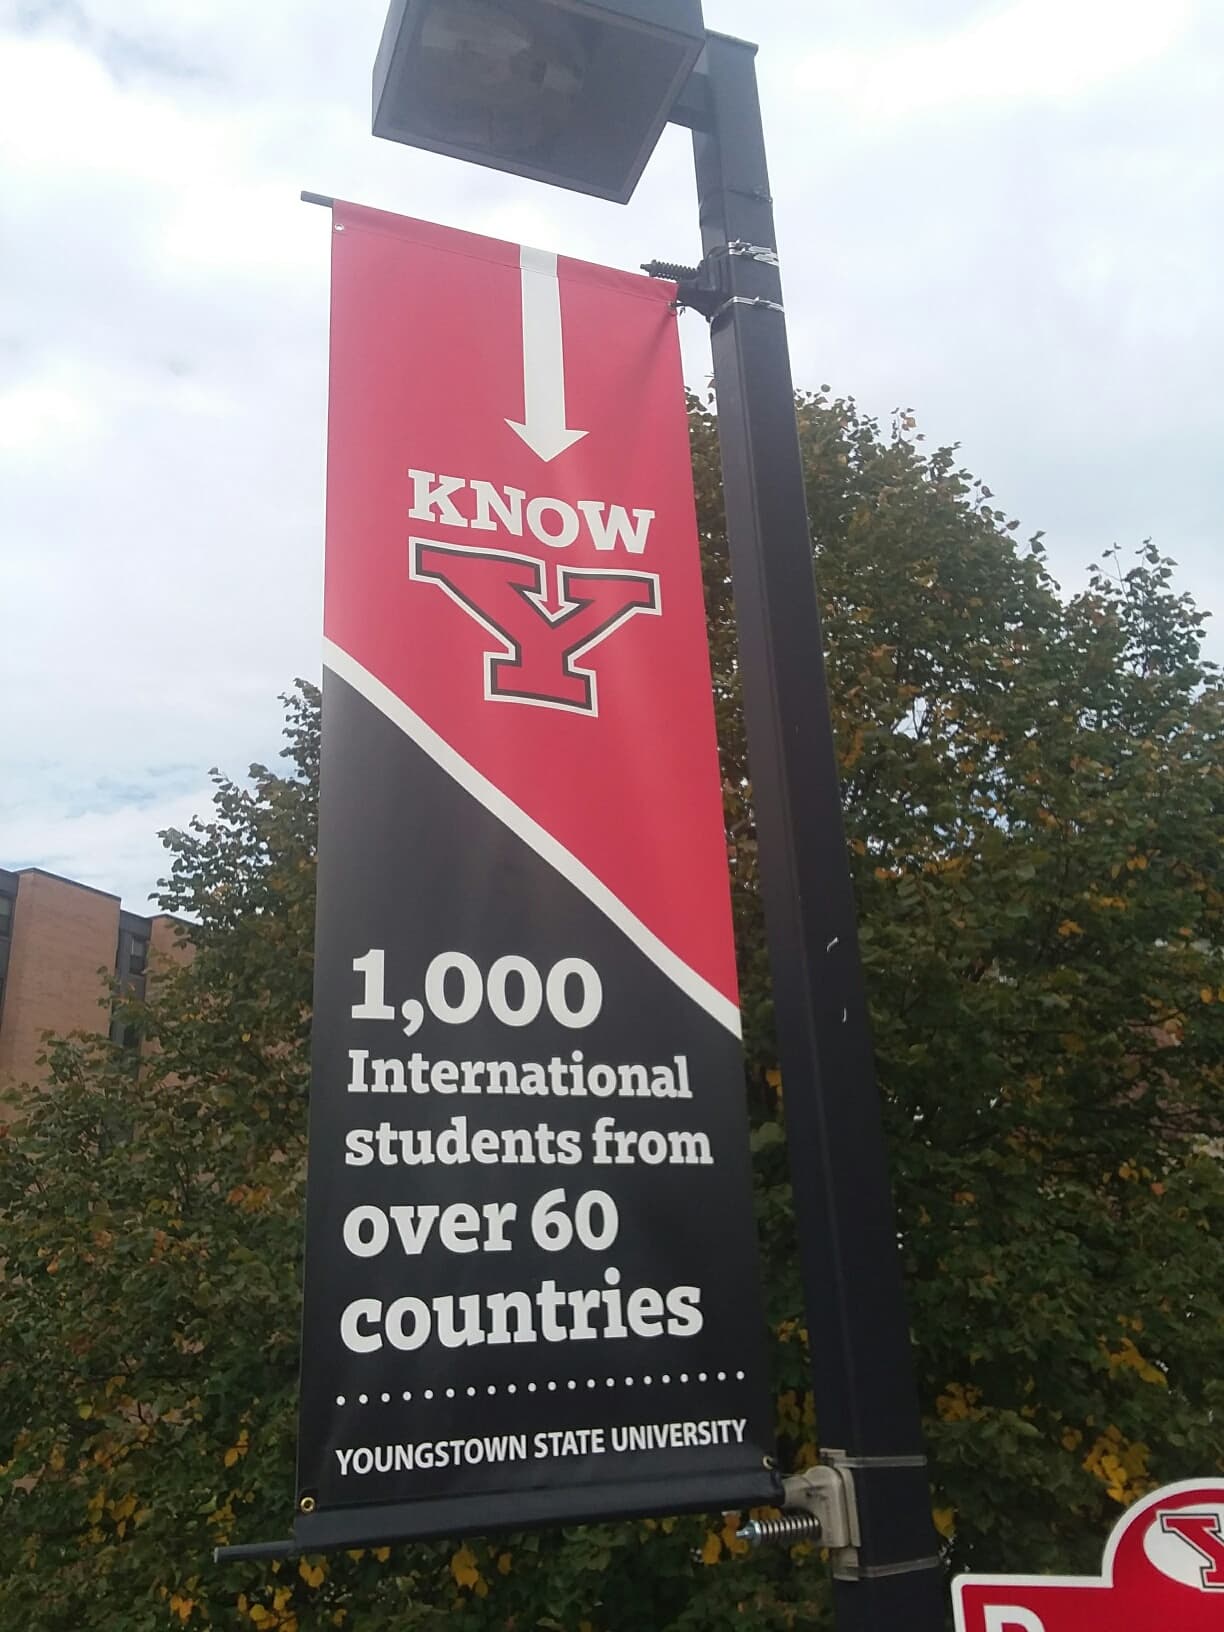 KNOW
Y
1,000
International
students from
over 60
countries
YOUNGSTOWN STATE UNIVERSITY
Y